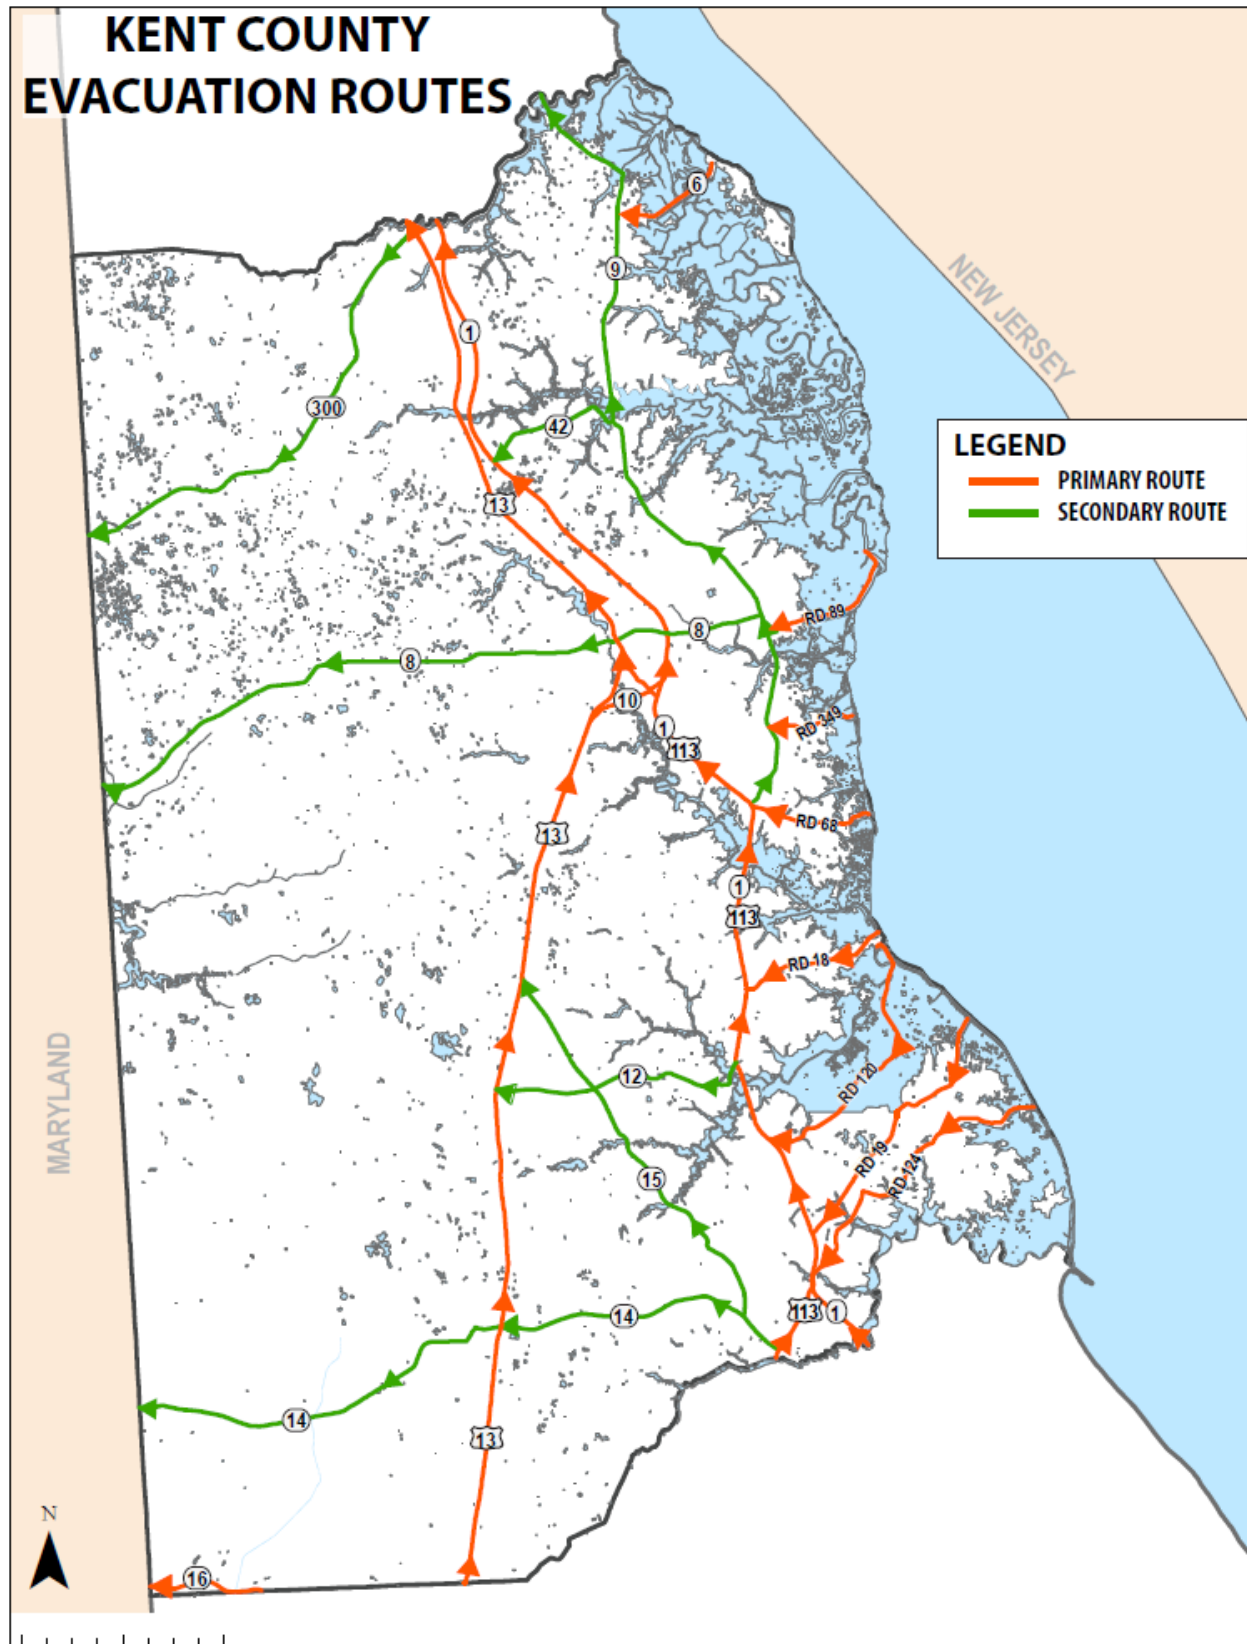 KENT COUNTY
EVACUATION ROUTES
6
9
NEW JERSEY
1
300
42
LEGEND
PRIMARY ROUTE
SECONDARY ROUTE
13
RD 89
8
8
10
RD 349
1
113
RD 68
13
1
113
RD 18
MARYLAND
12
RD 120
RD 19
RD 124
15
113
1
14
14
13
N
16